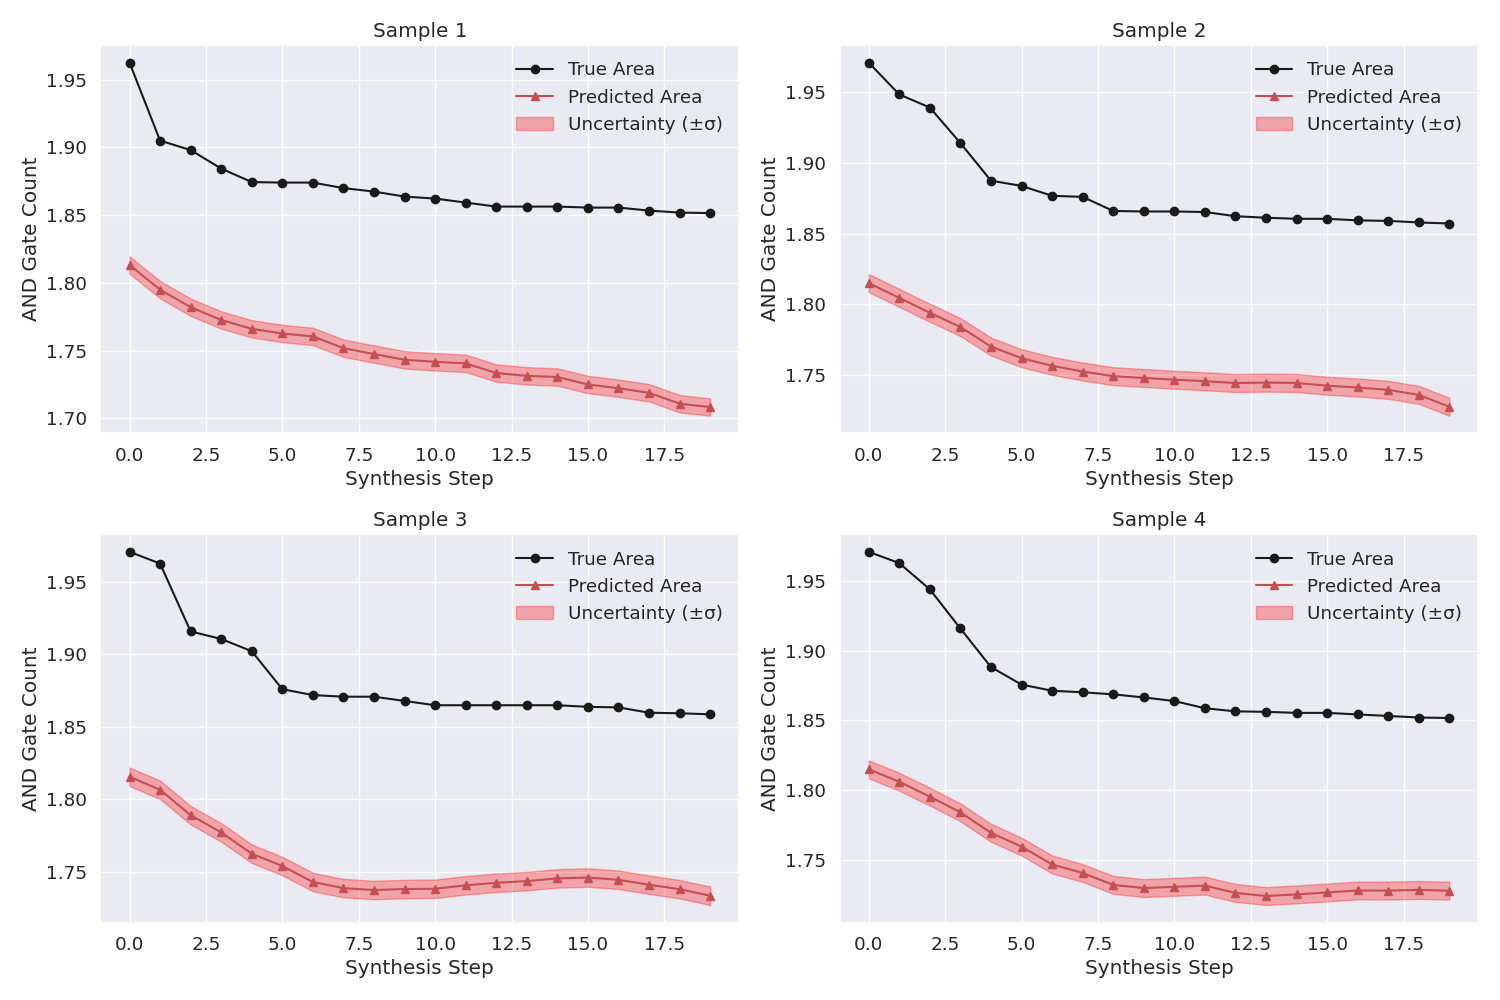 Sample 1
True Area
Predicted Area
Uncertainty (±σ)
AND Gate Count
1.95
1.90
1.85
1.80
1.75
1.70
0.0 2.5 5.0 7.5 10.0 12.5 15.0 17.5
Synthesis Step
Sample 2
True Area
Predicted Area
Uncertainty (±σ)
AND Gate Count
1.95
1.90
1.85
1.80
1.75
0.0 2.5 5.0 7.5 10.0 12.5 15.0 17.5
Synthesis Step
Sample 3
True Area
Predicted Area
Uncertainty (±σ)
AND Gate Count
1.95
1.90
1.85
1.80
1.75
0.0 2.5 5.0 7.5 10.0 12.5 15.0 17.5
Synthesis Step
Sample 4
True Area
Predicted Area
Uncertainty (±σ)
AND Gate Count
1.95
1.90
1.85
1.80
1.75
0.0 2.5 5.0 7.5 10.0 12.5 15.0 17.5
Synthesis Step